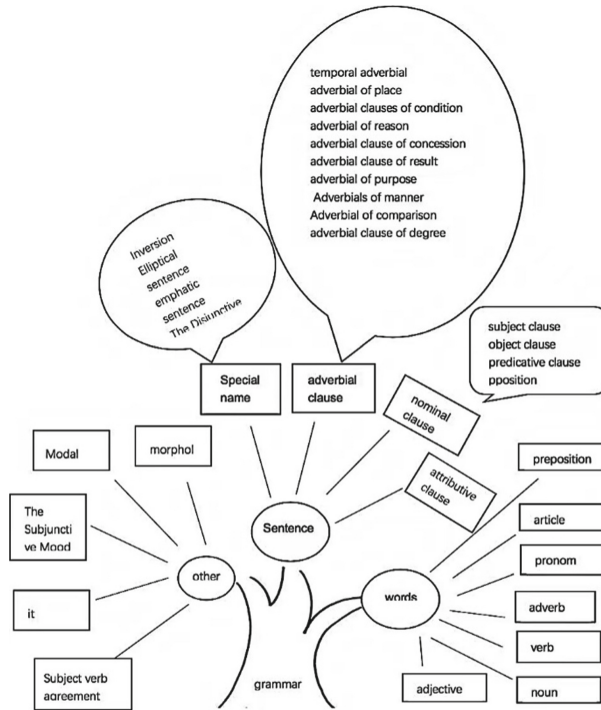 temporal adverbial
adverbial of place
adverbial clauses of condition
adverbial of reason
adverbial clause of concession
adverbial clause of result
adverbial of purpose
Adverbials of manner
Adverbial of comparison
adverbial clause of degree
Inversion
Elliptical
sentence
emphatic
sentence
The Disjunctive
subject clause
object clause
predicative clause
pposition
Special
name
adverbial
clause
nominal
clause
attributive
clause
Modal
morphol
The
Subjuncti
ve Mood
it
Subject verb
agreement
other
Sentence
words
preposition
article
pronom
adverb
verb
noun
adjective
grammar